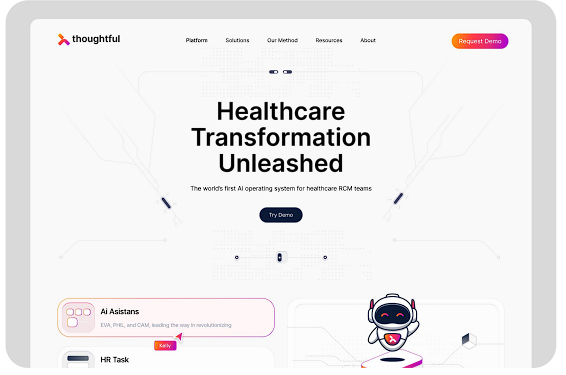 thoughtful
Platform Solutions Our Method Resources About
Request Demo
Healthcare
Transformation
Unleashed
The world's first AI operating system for healthcare RCM teams
Try Demo
Ai Asistans
EVA, PHIL, and CAM, leading the way in revolutionizing
Kelly
HR Task